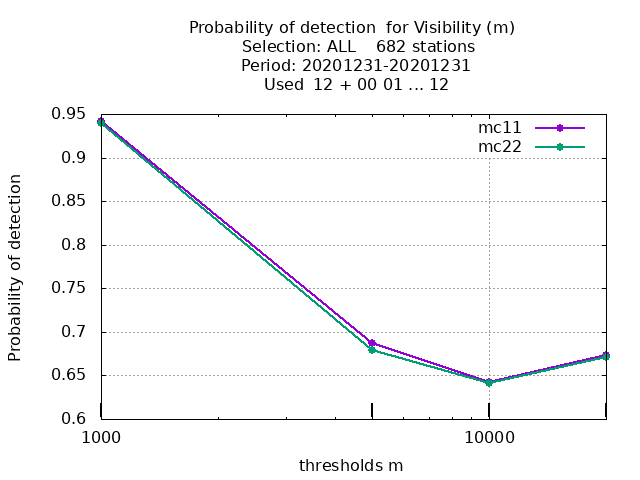 Probability of detection  for Visibility (m)
Selection: ALL    682 stations
Period: 20201231-20201231
Used  12 + 00 01 ... 12
mc11
mc22
Probability of detection
0.95
0.9
0.85
0.8
0.75
0.7
0.65
0.6
1000
10000
thresholds m